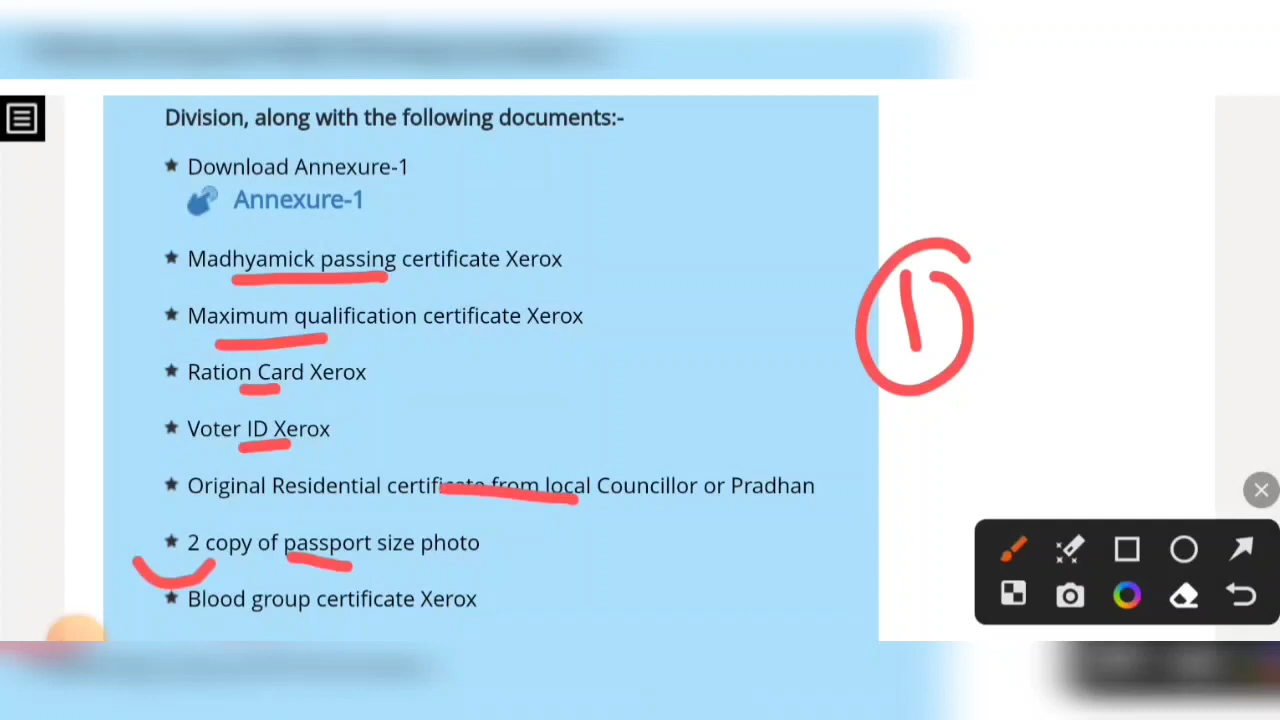 Division, along with the following documents:-
★ Download Annexure-1
Annexure-1
★ Madhyamick passing certificate Xerox
★ Maximum qualification certificate Xerox
★ Ration Card Xerox
★ Voter ID Xerox
★ Original Residential certificate from local Councillor or Pradhan
★ 2 copy of passport size photo
★ Blood group certificate Xerox
1